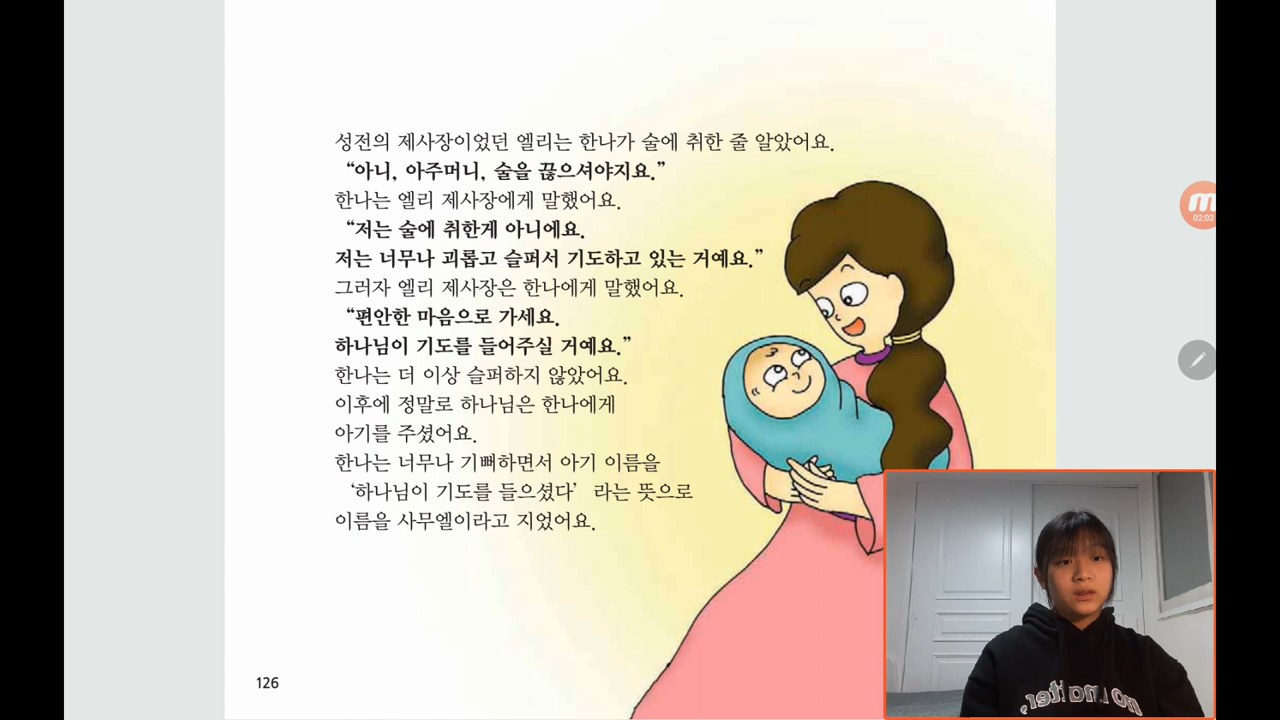 성전의 제사장이었던 엘리는 한나가 술에 취한 줄 알았어요.
“아니, 아주머니, 술을 끊으셔야지요.”
한나는 엘리 제사장에게 말했어요.
“저는 술에 취한게 아니에요.
저는 너무나 괴롭고 슬퍼서 기도하고 있는 거예요.”
그러자 엘리 제사장은 한나에게 말했어요.
“편안한 마음으로 가세요.
하나님이 기도를 들어주실 거예요.”
한나는 더 이상 슬퍼하지 않았어요.
이후에 정말로 하나님은 한나에게
아기를 주셨어요.
한나는 너무나 기뻐하면서 아기 이름을
‘하나님이 기도를 들으셨다’ 라는 뜻으로
이름을 사무엘이라고 지었어요.
126
02:02
no matter,